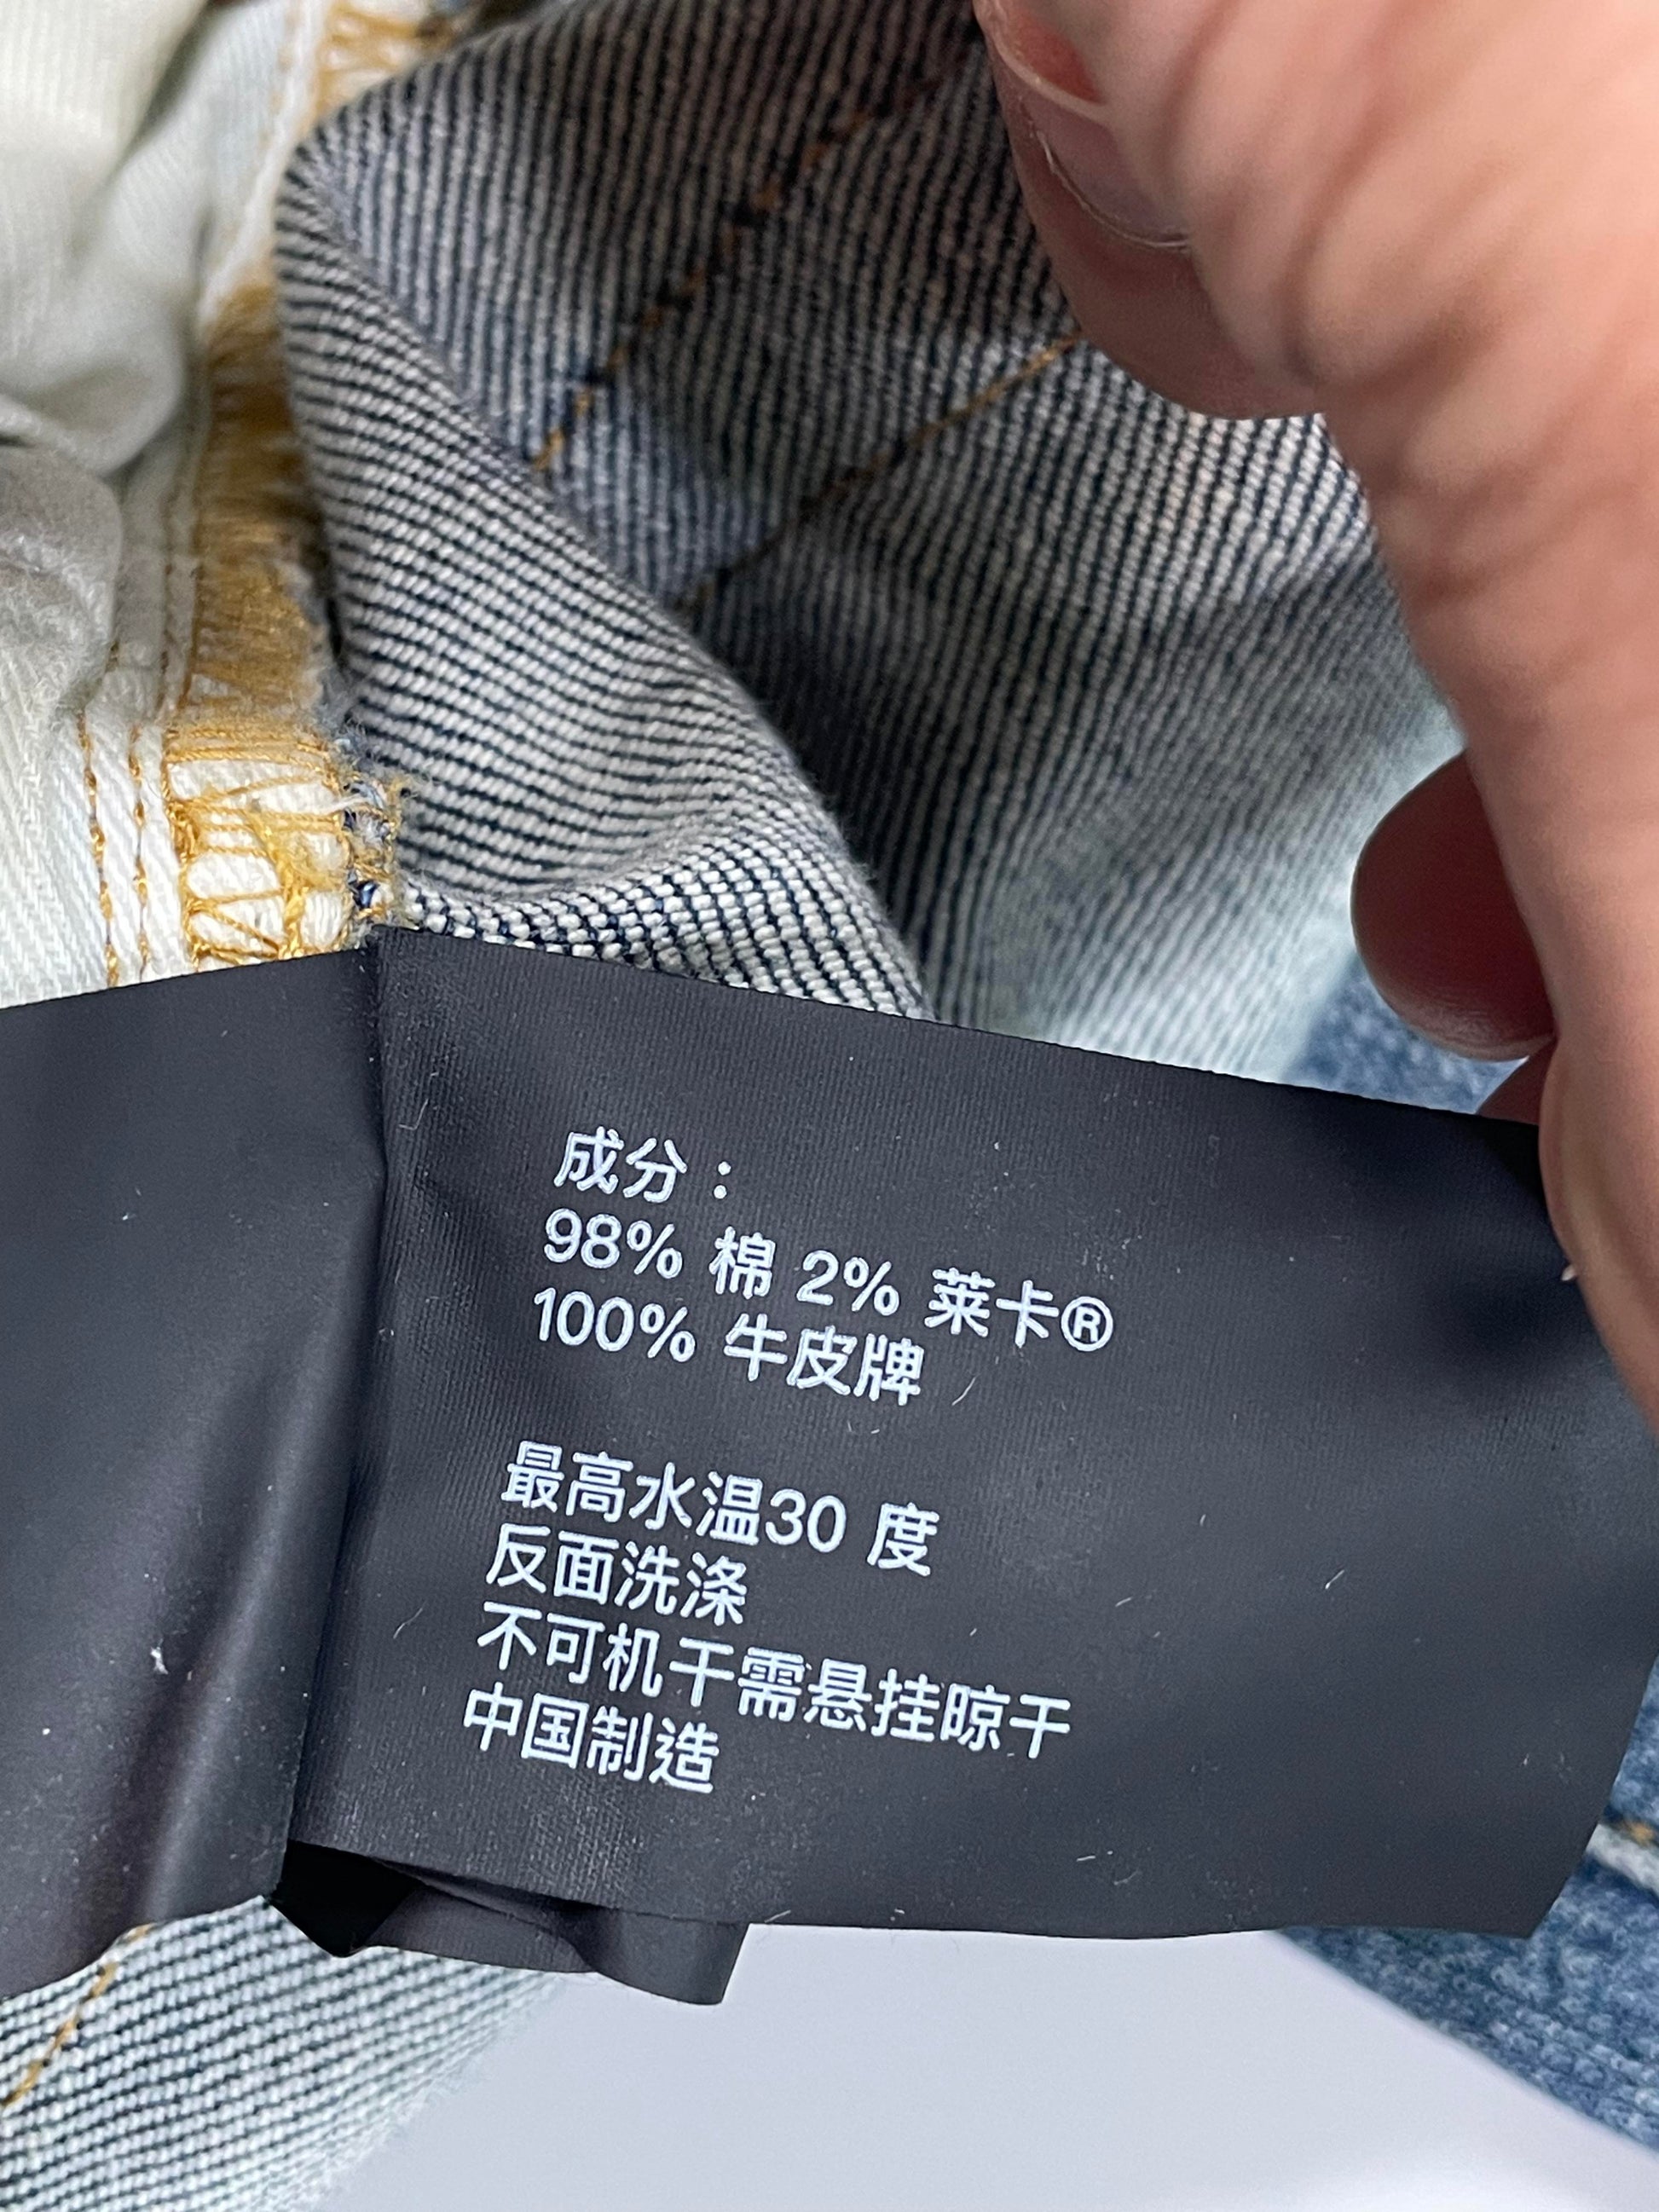 成分：
98% 棉 2% 莱卡®
100% 牛皮牌
最高水温30 度
反面洗涤
不可机干需悬挂晾干
中国制造